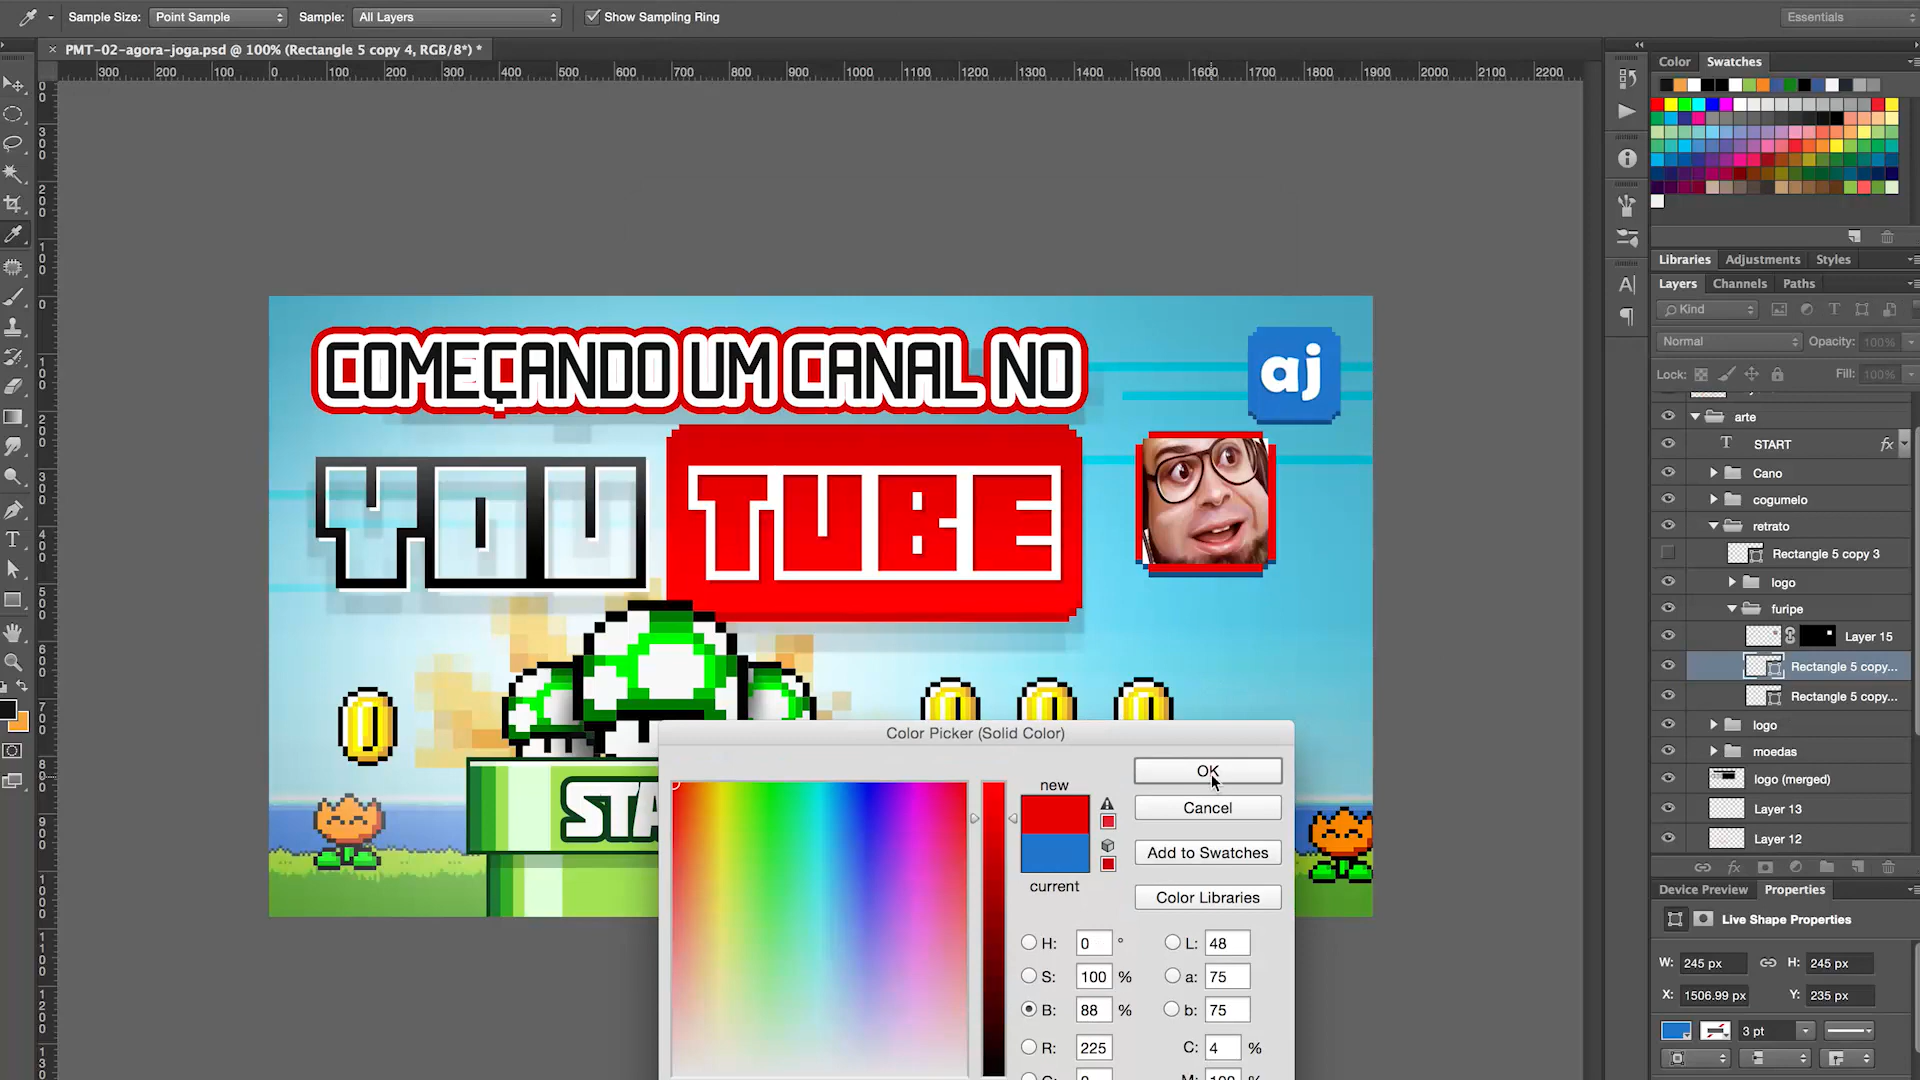 Sample Size: Point Sample Sample: All Layers Show Sampling Ring Essentials
× PMT-02-agora-joga.psd @ 100% (Rectangle 5 copy 4, RGB/8*) *
300 200 100 0 100 200 300 400 500 600 700 800 900 1000 1100 1200 1300 1400 1500 1600 1700 1800 1900 2000 2100 2200
Color Swatches
Libraries Adjustments Styles
Layers Channels Paths
Kind
Normal Opacity: 100%
Lock: Fill: 100%
arte
T START fx
Cano
cogumelo
retrato
Rectangle 5 copy 3
logo
furipe
Layer 15
Rectangle 5 copy...
Rectangle 5 copy...
logo
moedas
logo (merged)
Layer 13
Layer 12
fx
Device Preview Properties
Live Shape Properties
W: 245 px H: 245 px
X: 1506.99 px Y: 235 px
3 pt
COMEÇANDO UM CANAL NO
aj
YOU TUBE
STA
Color Picker (Solid Color)
new
current
OK
Cancel
Add to Swatches
Color Libraries
H: 0 ° L: 48
S: 100 % a: 75
B: 88 % b: 75
R: 225 C: 4 %